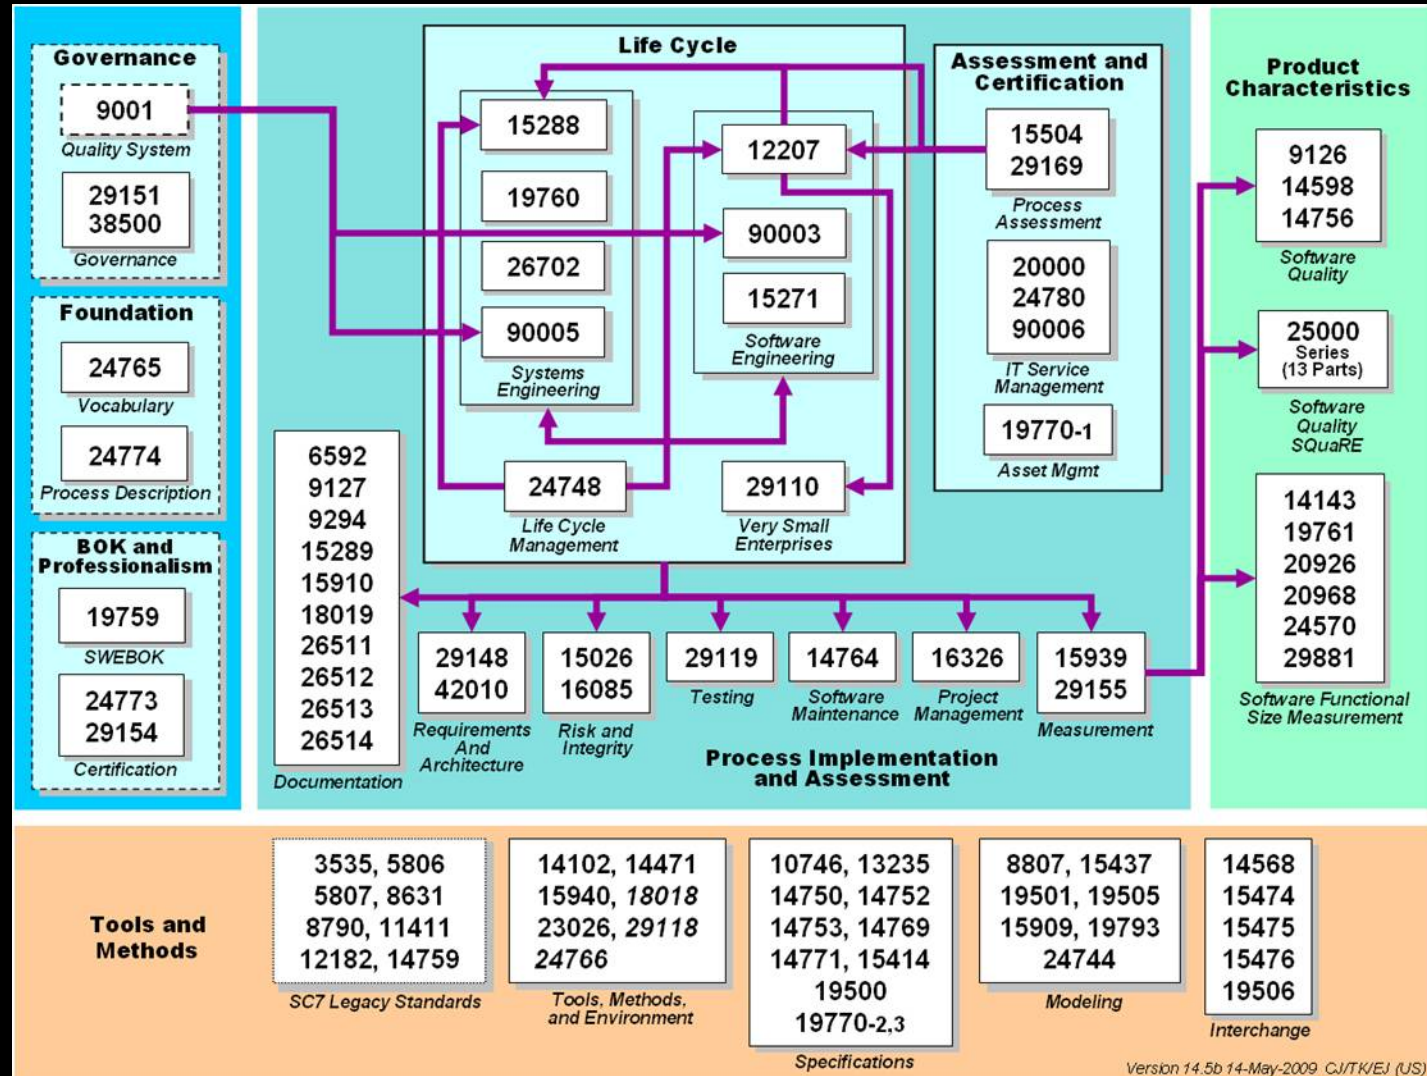 Governance
9001
Quality System
29151
38500
Governance
Foundation
24765
Vocabulary
24774
Process Description
BOK and
Professionalism
19759
SWEBOK
24773
29154
Certification
Life Cycle
15288
19760
26702
90005
Systems
Engineering
12207
90003
15271
Software
Engineering
24748
Life Cycle
Management
29110
Very Small
Enterprises
Assessment and
Certification
15504
29169
Process
Assessment
20000
24780
90006
IT Service
Management
19770-1
Asset Mgmt
6592
9127
9294
15289
15910
18019
26511
26512
26513
26514
Documentation
29148
42010
Requirements
And
Architecture
15026
16085
Risk and
Integrity
29119
Testing
14764
Software
Maintenance
16326
Project
Management
15939
29155
Measurement
Process Implementation
and Assessment
Product
Characteristics
9126
14598
14756
Software
Quality
25000
Series
(13 Parts)
Software
Quality
SQuaRE
14143
19761
20926
20968
24570
29881
Software Functional
Size Measurement
Tools and
Methods
3535, 5806
5807, 8631
8790, 11411
12182, 14759
SC7 Legacy Standards
14102, 14471
15940, 18018
23026, 29118
24766
Tools, Methods,
and Environment
10746, 13235
14750, 14752
14753, 14769
14771, 15414
19500
19770-2,3
Specifications
8807, 15437
19501, 19505
15909, 19793
24744
Modeling
14568
15474
15475
15476
19506
Interchange
Version 14.5b 14-May-2009 CJ/TK/EJ (US)